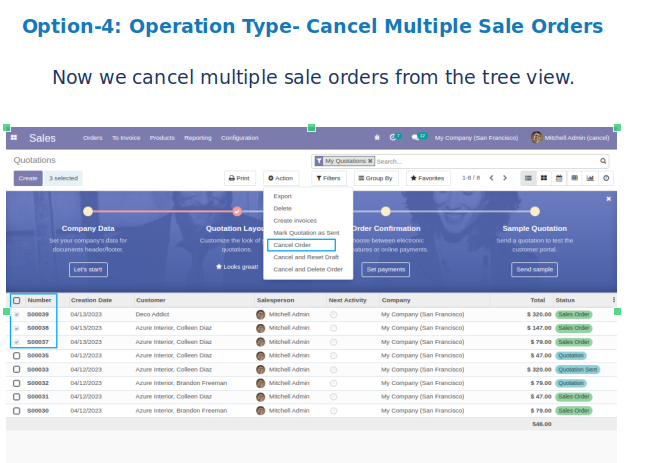 Option-4: Operation Type- Cancel Multiple Sale Orders
Now we cancel multiple sale orders from the tree view.
Sales Orders To Invoice Products Reporting Configuration 7 12 My Company (San Francisco) Mitchell Admin (cancel)
Quotations My Quotations Search...
Create 3 selected Print Action Filters Group By Favorites 1-8 / 8
Export
Delete
Create invoices
Mark Quotation as Sent
Cancel Order
Cancel and Reset Draft
Cancel and Delete Order
Company Data
Set your company's data for
documents header/footer.
Let's start!
Quotation Layou
Customize the look of
quotations.
Looks great!
Order Confirmation
oose between electronic
atures or online payments.
Set payments
Sample Quotation
Send a quotation to test the
customer portal.
Send sample
Number Creation Date Customer Salesperson Next Activity Company Total Status
S00039 04/13/2023 Deco Addict Mitchell Admin My Company (San Francisco) $ 320.00 Sales Order
S00038 04/13/2023 Azure Interior, Colleen Diaz Mitchell Admin My Company (San Francisco) $ 147.00 Sales Order
S00037 04/13/2023 Azure Interior, Colleen Diaz Mitchell Admin My Company (San Francisco) $ 79.00 Sales Order
S00035 04/12/2023 Azure Interior, Colleen Diaz Mitchell Admin My Company (San Francisco) $ 47.00 Quotation
S00033 04/12/2023 Azure Interior, Colleen Diaz Mitchell Admin My Company (San Francisco) $ 320.00 Quotation Sent
S00032 04/12/2023 Azure Interior, Brandon Freeman Mitchell Admin My Company (San Francisco) $ 79.00 Quotation
S00031 04/12/2023 Azure Interior, Colleen Diaz Mitchell Admin My Company (San Francisco) $ 47.00 Sales Order
S00030 04/12/2023 Azure Interior, Brandon Freeman Mitchell Admin My Company (San Francisco) $ 79.00 Sales Order
546.00